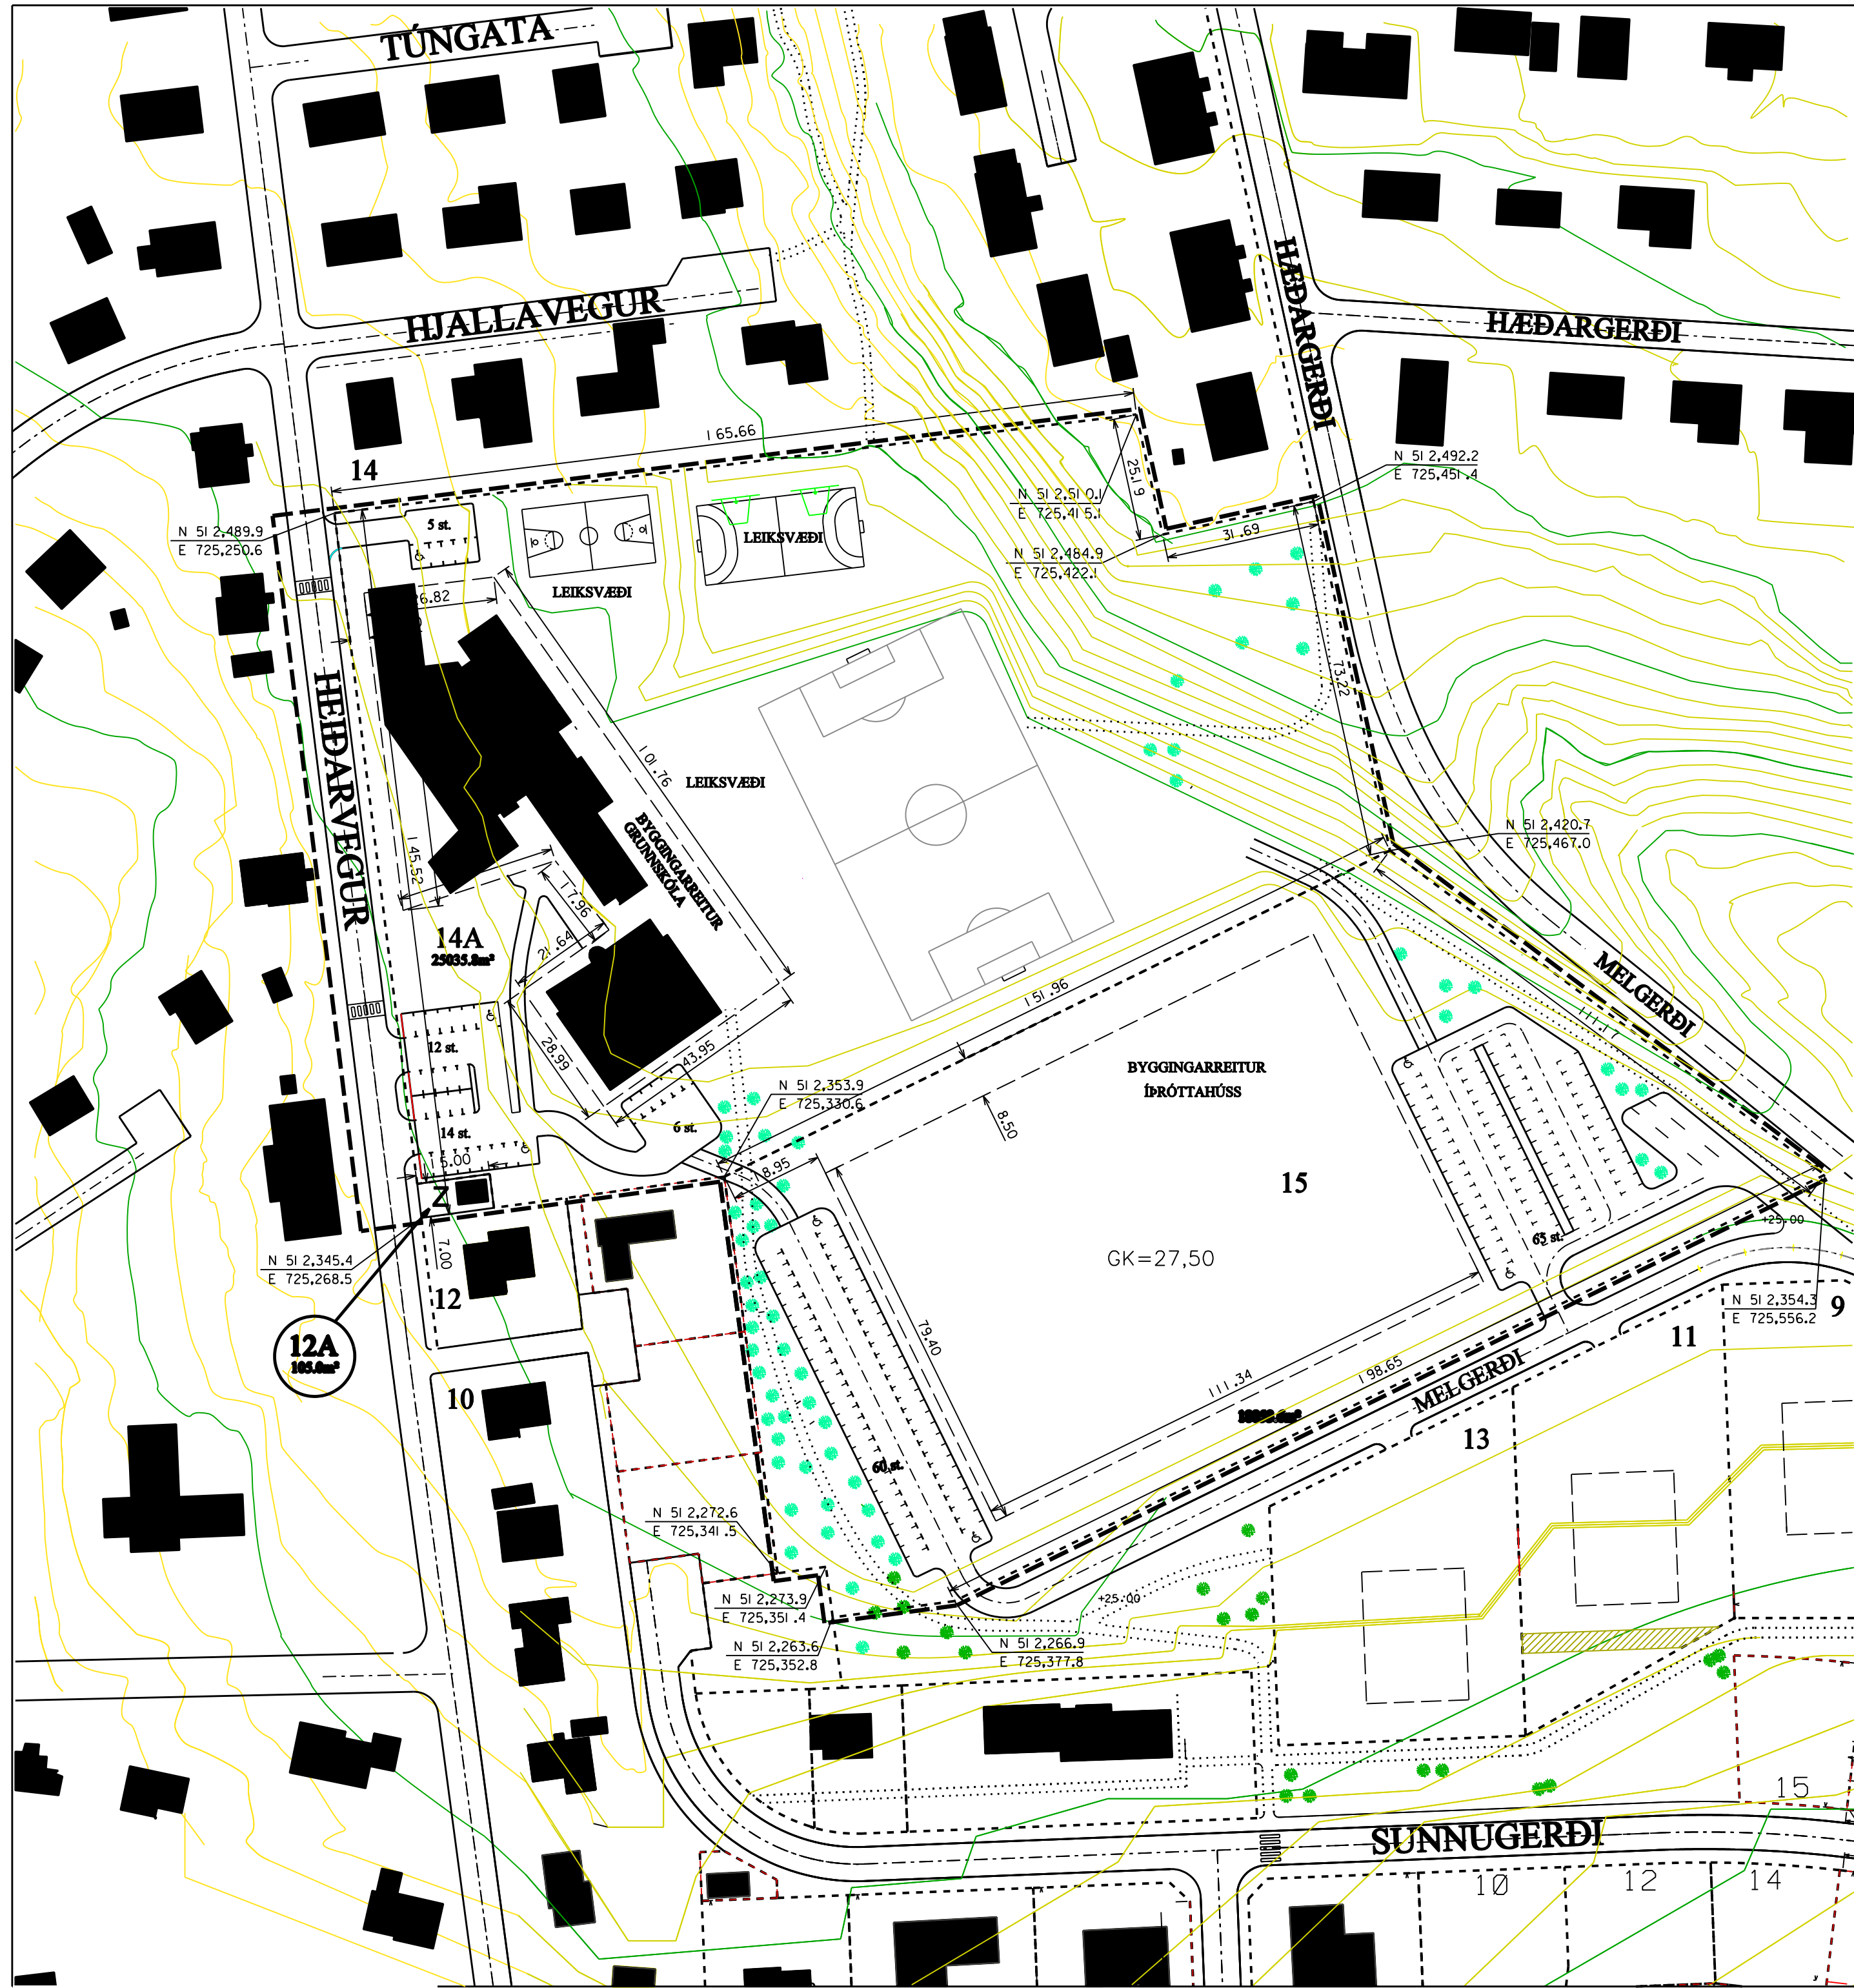 TÚNGATA
HJALLAVEGUR
HÆÐARGERÐI
HÆÐARGERÐI
165.66
14
N 512,492.2
E 725,451.4
N 512,510.1
E 725,415.1
25.19
N 512,489.9
E 725,250.6
5 st.
LEIKSVÆÐI
31.69
N 512,484.9
E 725,422.1
LEIKSVÆÐI
26.82
73.22
HEIÐARVEGUR
101.76
LEIKSVÆÐI
BYGGINGARREITUR
GRUNNSKÓLA
N 512,420.7
E 725,467.0
145.52
17.96
14A
25035.8m²
21.64
151.96
MELGERÐI
111.1
12 st.
28.99
43.95
BYGGINGARREITUR
ÍÞRÓTTAHÚSS
N 512,353.9
E 725,330.6
8.50
14 st.
6 st.
15.00
18.95
15
Z
7.00
+25.00
65 st.
N 512,345.4
E 725,268.5
GK=27,50
12
N 512,354.3
E 725,556.2
9
11
12A
105.0m²
79.40
198.65
111.34
MELGERÐI
10
13
60 st.
N 512,272.6
E 725,341.5
N 512,273.9
E 725,351.4
+25.00
N 512,263.6
E 725,352.8
N 512,266.9
E 725,377.8
15
SUNNUGERÐI
10
12
14